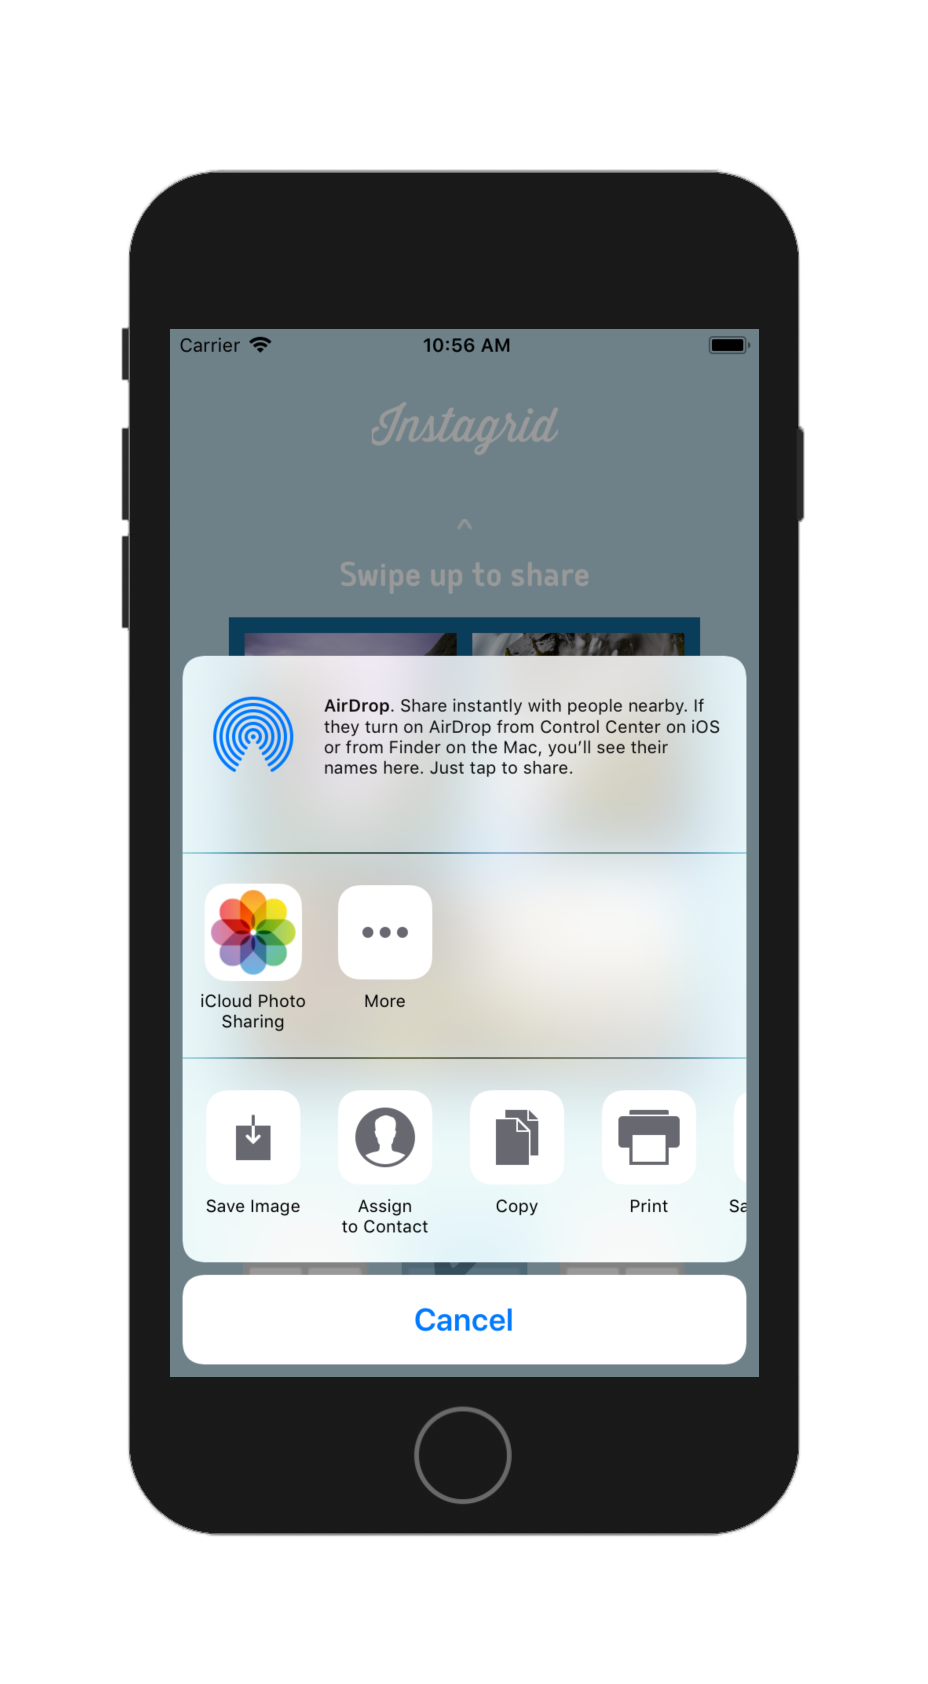 Carrier 10:56 AM
Instagrid
^
Swipe up to share
AirDrop. Share instantly with people nearby. If
they turn on AirDrop from Control Center on iOS
or from Finder on the Mac, you’ll see their
names here. Just tap to share.
iCloud Photo
Sharing
More
Save Image
Assign
to Contact
Copy
Print
Sa
Cancel